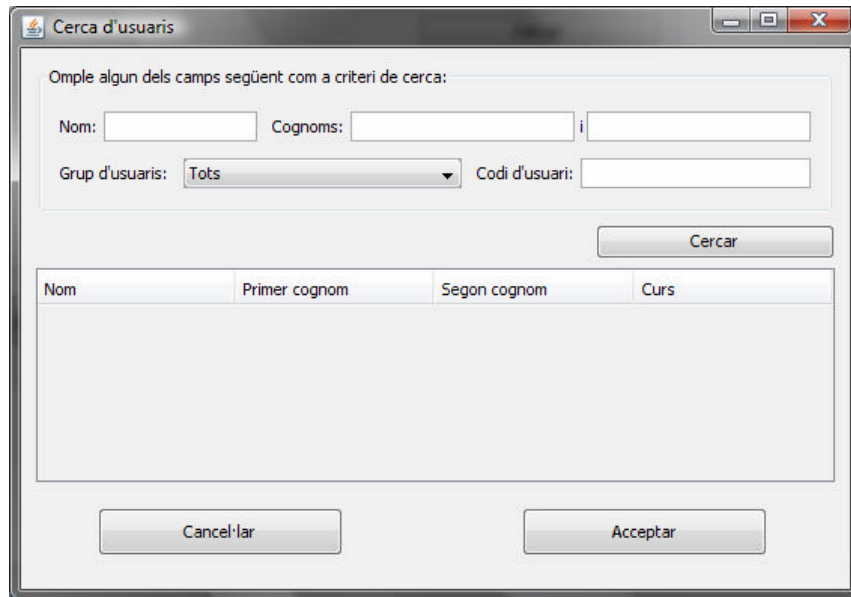 Cerca d'usuaris
Omple algun dels camps següent com a criteri de cerca:
Nom: Cognoms: i
Grup d'usuaris: Tots Codi d'usuari:
Cercar
Nom Primer cognom Segon cognom Curs
Cancel·lar Acceptar